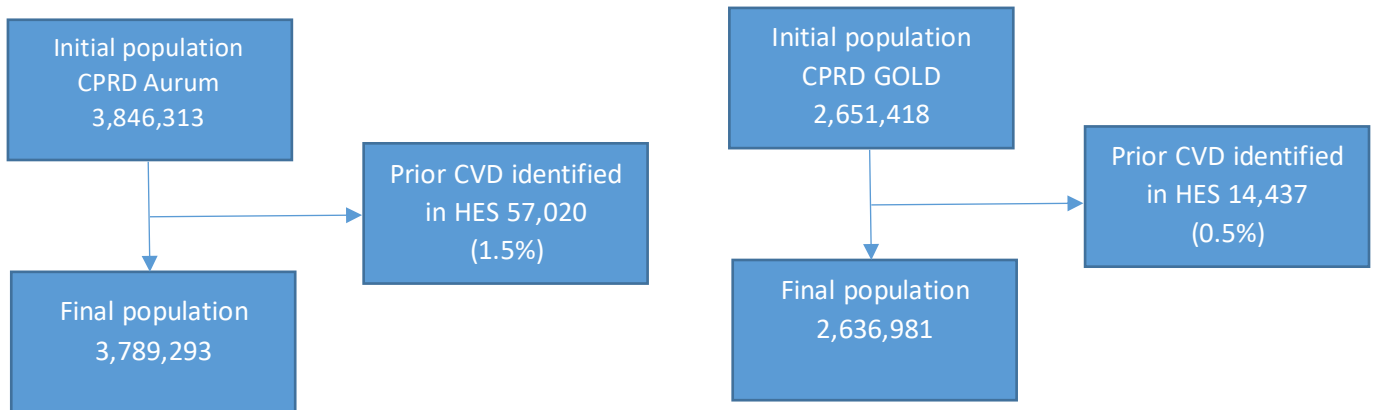 Initial population
CPRD Aurum
3,846,313
Prior CVD identified
in HES 57,020
(1.5%)
Final population
3,789,293
Initial population
CPRD GOLD
2,651,418
Prior CVD identified
in HES 14,437
(0.5%)
Final population
2,636,981